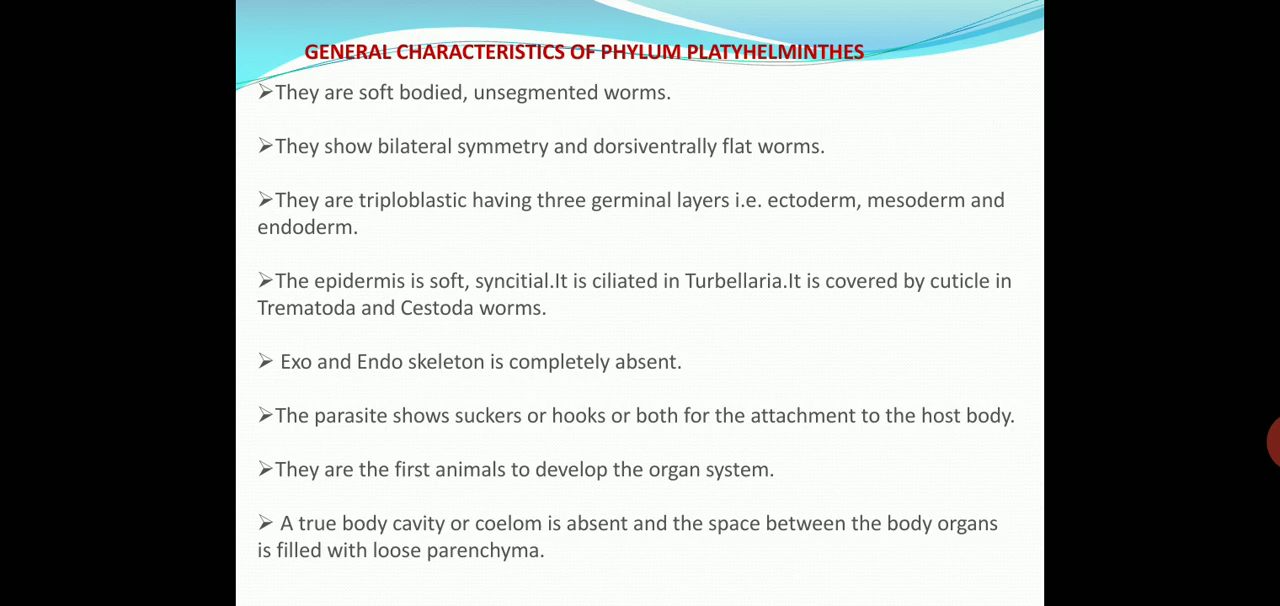 GENERAL CHARACTERISTICS OF PHYLUM PLATYHELMINTHES
➢They are soft bodied, unsegmented worms.
➢They show bilateral symmetry and dorsiventrally flat worms.
➢They are triploblastic having three germinal layers i.e. ectoderm, mesoderm and
endoderm.
➢The epidermis is soft, syncitial.It is ciliated in Turbellaria.It is covered by cuticle in
Trematoda and Cestoda worms.
➢ Exo and Endo skeleton is completely absent.
➢The parasite shows suckers or hooks or both for the attachment to the host body.
➢They are the first animals to develop the organ system.
➢ A true body cavity or coelom is absent and the space between the body organs
is filled with loose parenchyma.